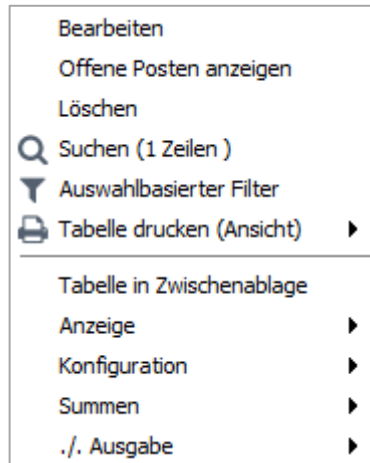 Bearbeiten
Offene Posten anzeigen
Löschen
Suchen (1 Zeilen )
Auswahlbasierter Filter
Tabelle drucken (Ansicht)
Tabelle in Zwischenablage
Anzeige
Konfiguration
Summen
./. Ausgabe